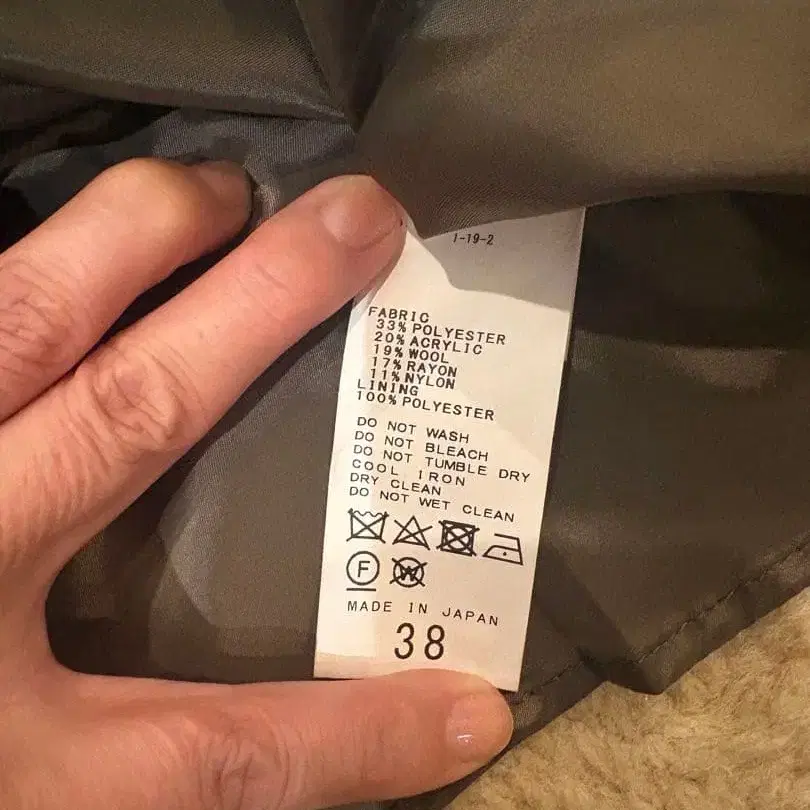 1-19-2
FABRIC
33% POLYESTER
20% ACRYLIC
19% WOOL
17% RAYON
11% NYLON
LINING
100% POLYESTER
DO NOT WASH
DO NOT BLEACH
DO NOT TUMBLE DRY
COOL IRON
DRY CLEAN
DO NOT WET CLEAN
F W
MADE IN JAPAN
38